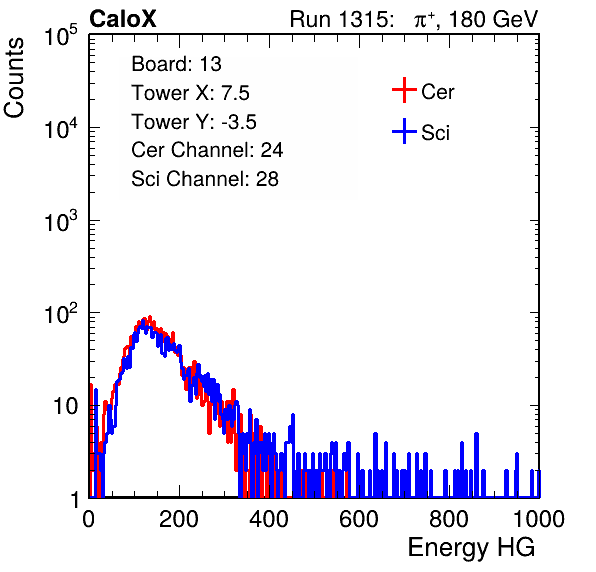 CaloX Run 1315: π⁺, 180 GeV
Counts
Board: 13
Tower X: 7.5
Tower Y: -3.5
Cer Channel: 24
Sci Channel: 28
Cer
Sci
10⁵
10⁴
10³
10²
10
1
0 200 400 600 800 1000
Energy HG